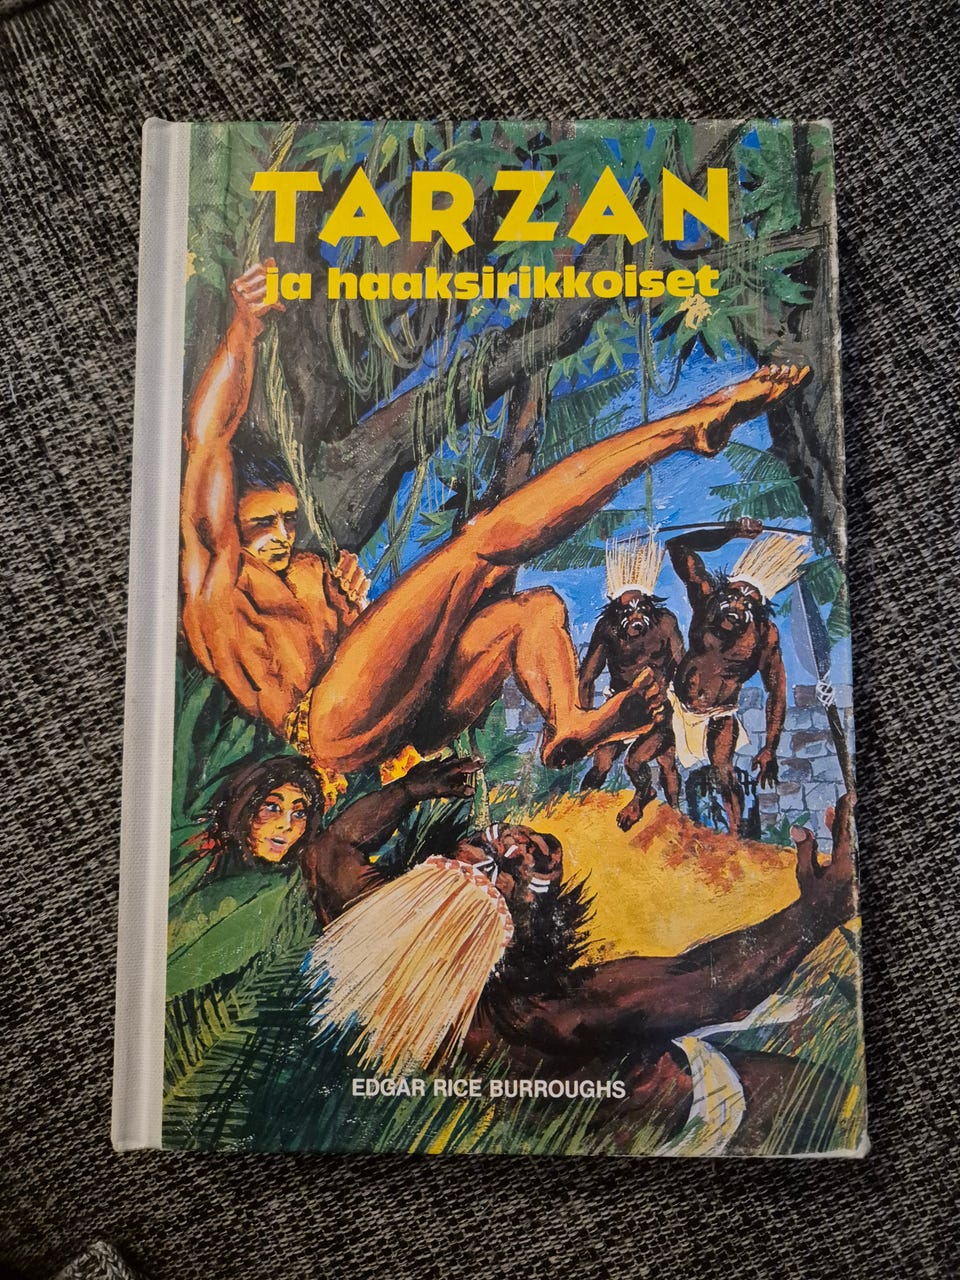 TARZAN
ja haaksirikkoiset
EDGAR RICE BURROUGHS